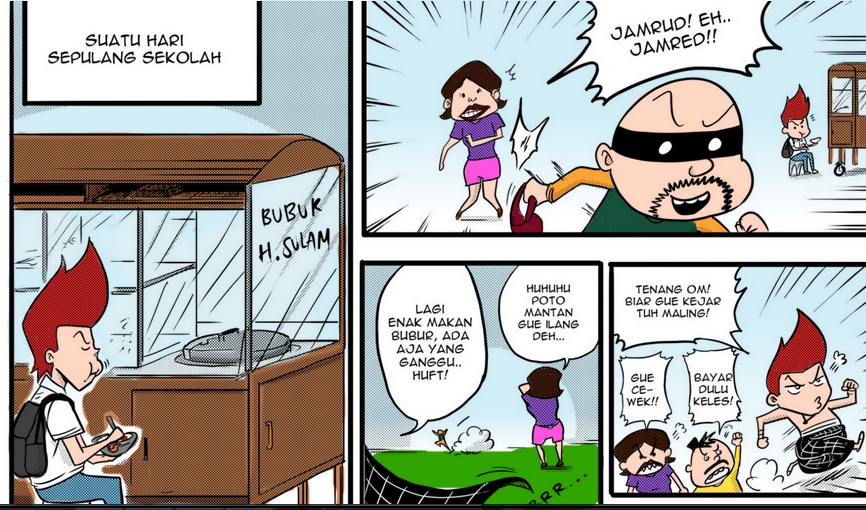 SUATU HARI
SEPULANG SEKOLAH
BUBUR
H. SULAM
JAMRUD! EH..
JAMRED!!
LAGI
ENAK MAKAN
BUBUR, ADA
AJA YANG
GANGGU..
HUFT!
HUHUHU
POTO
MANTAN
GUE ILANG
DEH...
TENANG OM!
BIAR GUE KEJAR
TUH MALING!
GUE
CE-
WEK!!
BAYAR
DULU
KELES!